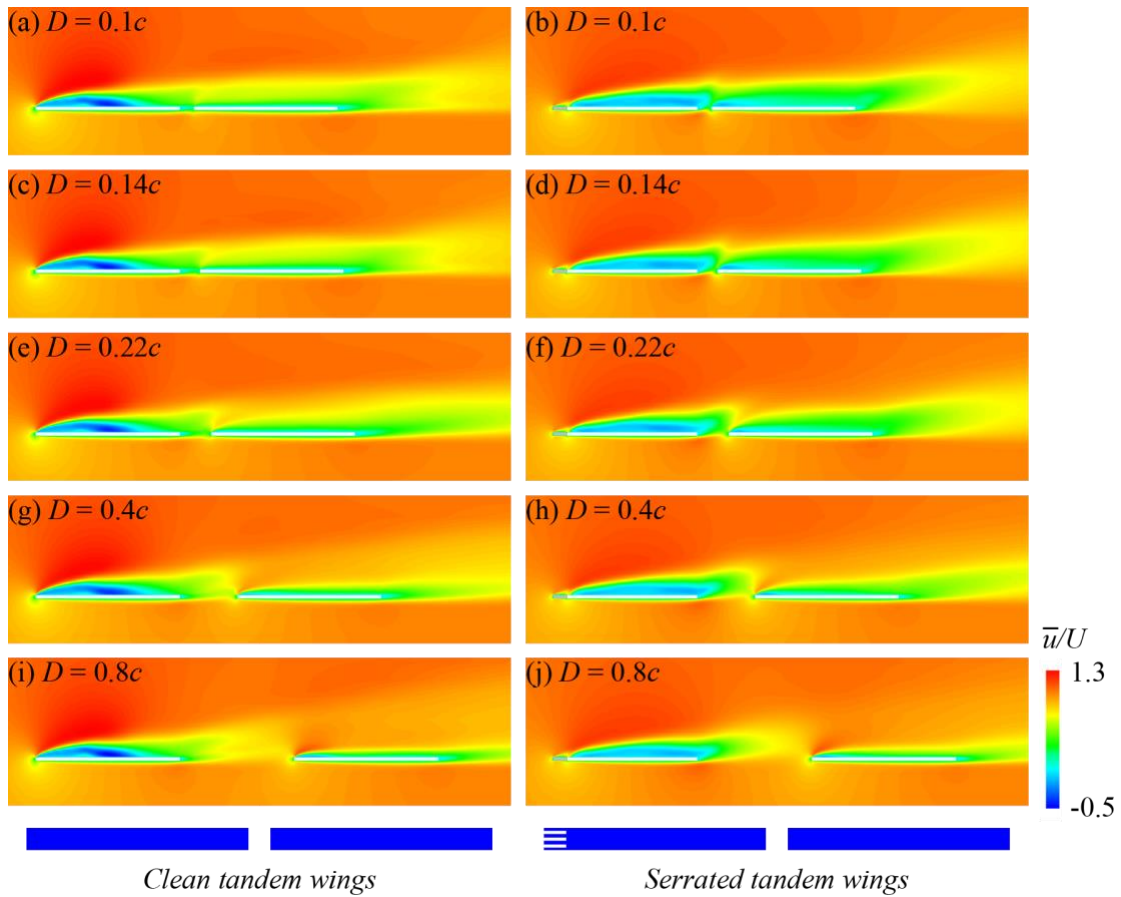 (a) D = 0.1c
(b) D = 0.1c
(c) D = 0.14c
(d) D = 0.14c
(e) D = 0.22c
(f) D = 0.22c
(g) D = 0.4c
(h) D = 0.4c
(i) D = 0.8c
(j) D = 0.8c
u̅/U
1.3
-0.5
Clean tandem wings
Serrated tandem wings